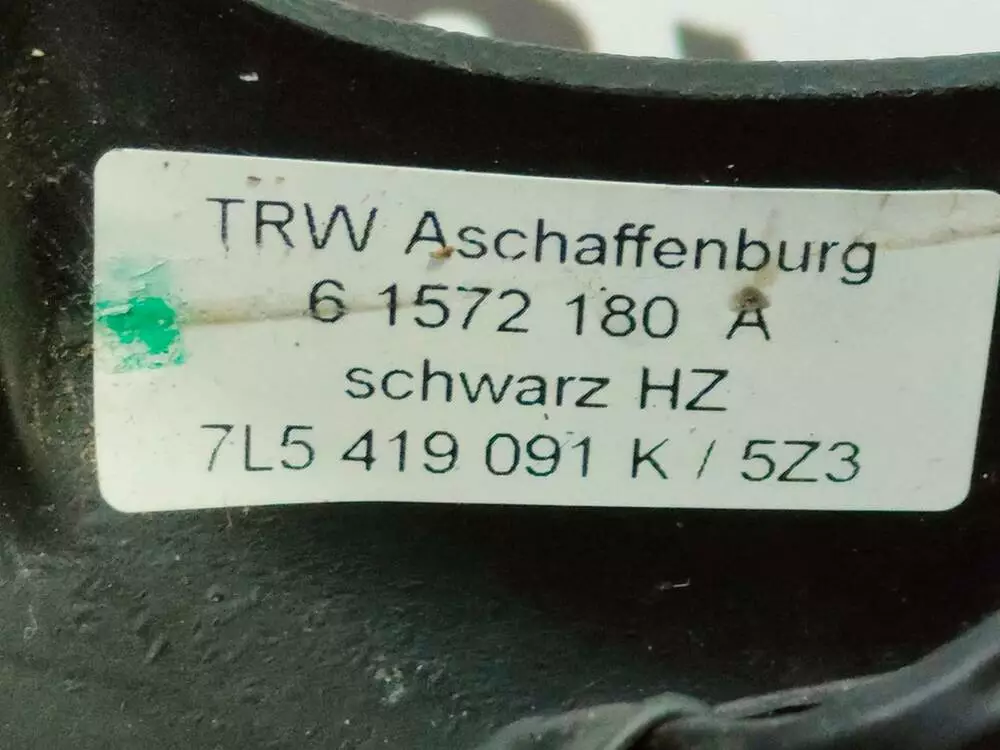 TRW Aschaffenburg
6 1572 180 A
schwarz HZ
7L5 419 091 K / 5Z3